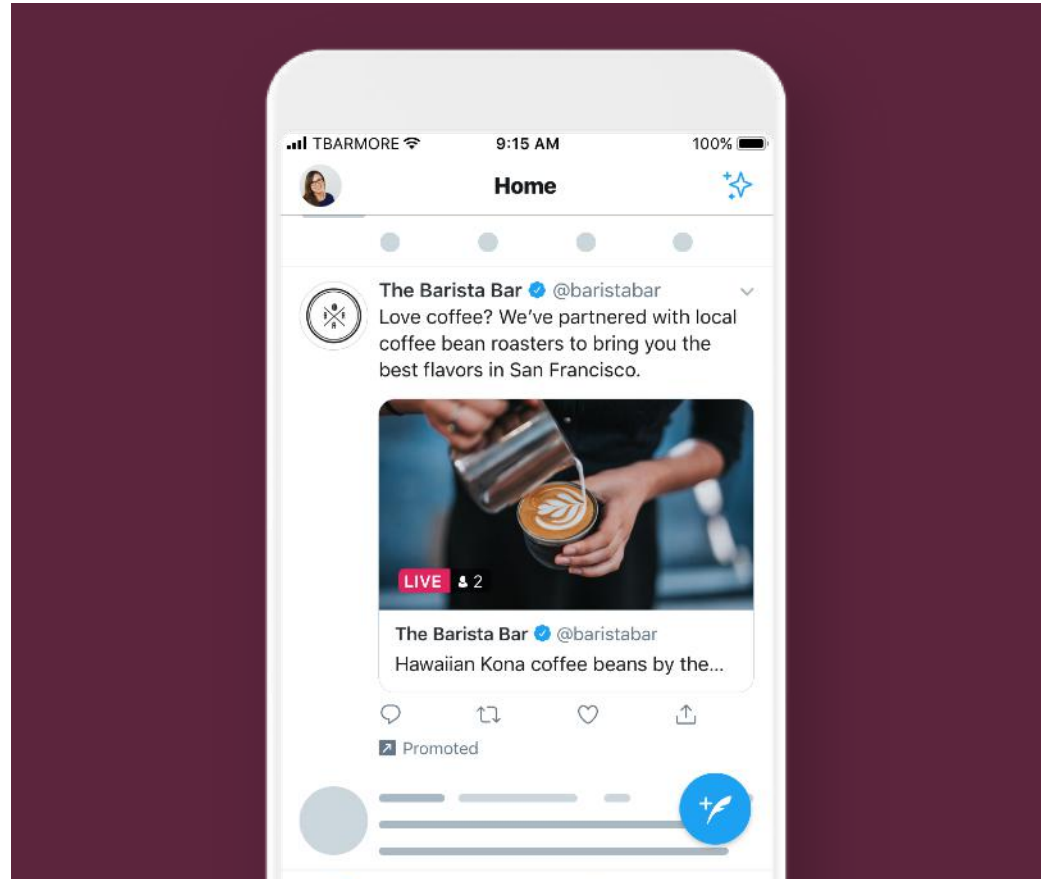 TBARMORE 9:15 AM 100%
Home
The Barista Bar @baristabar
Love coffee? We've partnered with local
coffee bean roasters to bring you the
best flavors in San Francisco.
LIVE 2
The Barista Bar @baristabar
Hawaiian Kona coffee beans by the...
Promoted